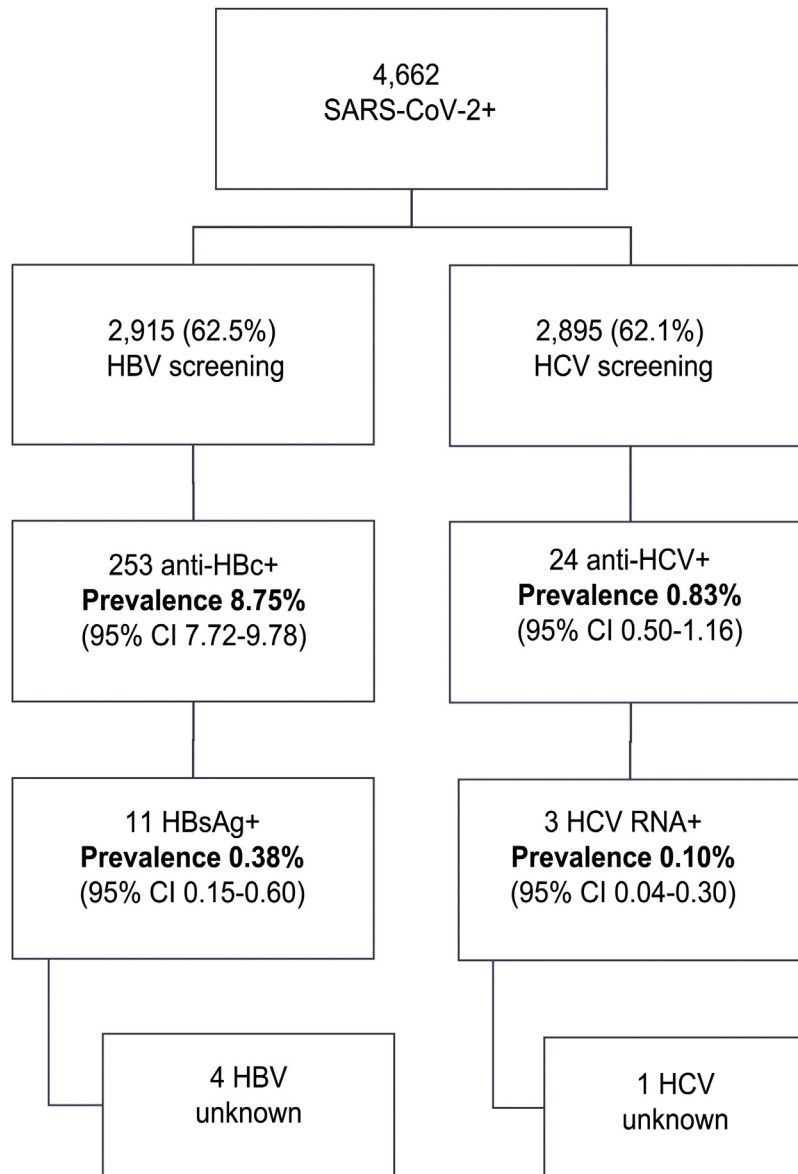 4,662
SARS-CoV-2+
2,915 (62.5%)
HBV screening
2,895 (62.1%)
HCV screening
253 anti-HBc+
Prevalence 8.75%
(95% CI 7.72-9.78)
24 anti-HCV+
Prevalence 0.83%
(95% CI 0.50-1.16)
11 HBsAg+
Prevalence 0.38%
(95% CI 0.15-0.60)
3 HCV RNA+
Prevalence 0.10%
(95% CI 0.04-0.30)
4 HBV
unknown
1 HCV
unknown